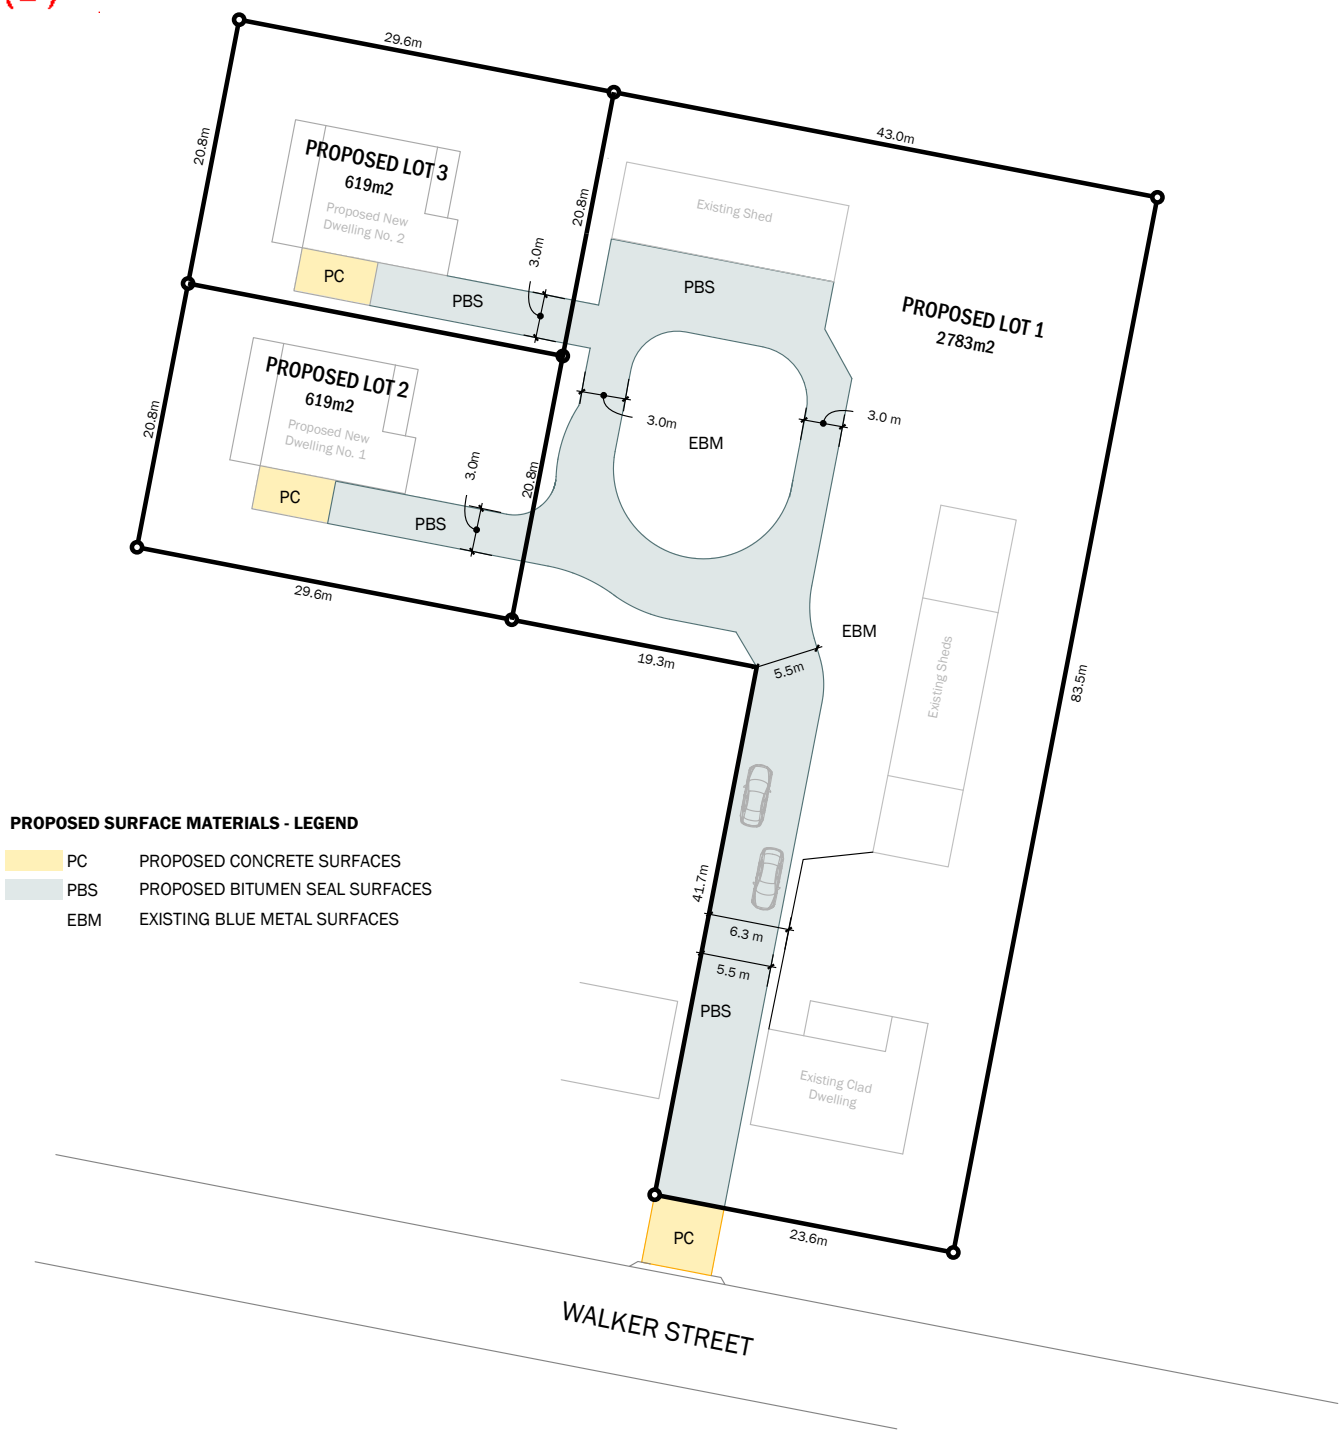 29.6m
43.0m
20.8m
PROPOSED LOT 3
619m2
Proposed New
Dwelling No. 2
20.8m
Existing Shed
3.0m
PC
PBS
PBS
PROPOSED LOT 1
2783m2
PROPOSED LOT 2
619m2
Proposed New
Dwelling No. 1
20.8m
3.0m
3.0 m
EBM
3.0m
20.8m
PC
PBS
29.6m
EBM
19.3m
5.5m
Existing Sheds
83.5m
PROPOSED SURFACE MATERIALS - LEGEND
PC PROPOSED CONCRETE SURFACES
PBS PROPOSED BITUMEN SEAL SURFACES
EBM EXISTING BLUE METAL SURFACES
41.7m
6.3 m
5.5 m
PBS
Existing Clad
Dwelling
PC
23.6m
WALKER STREET